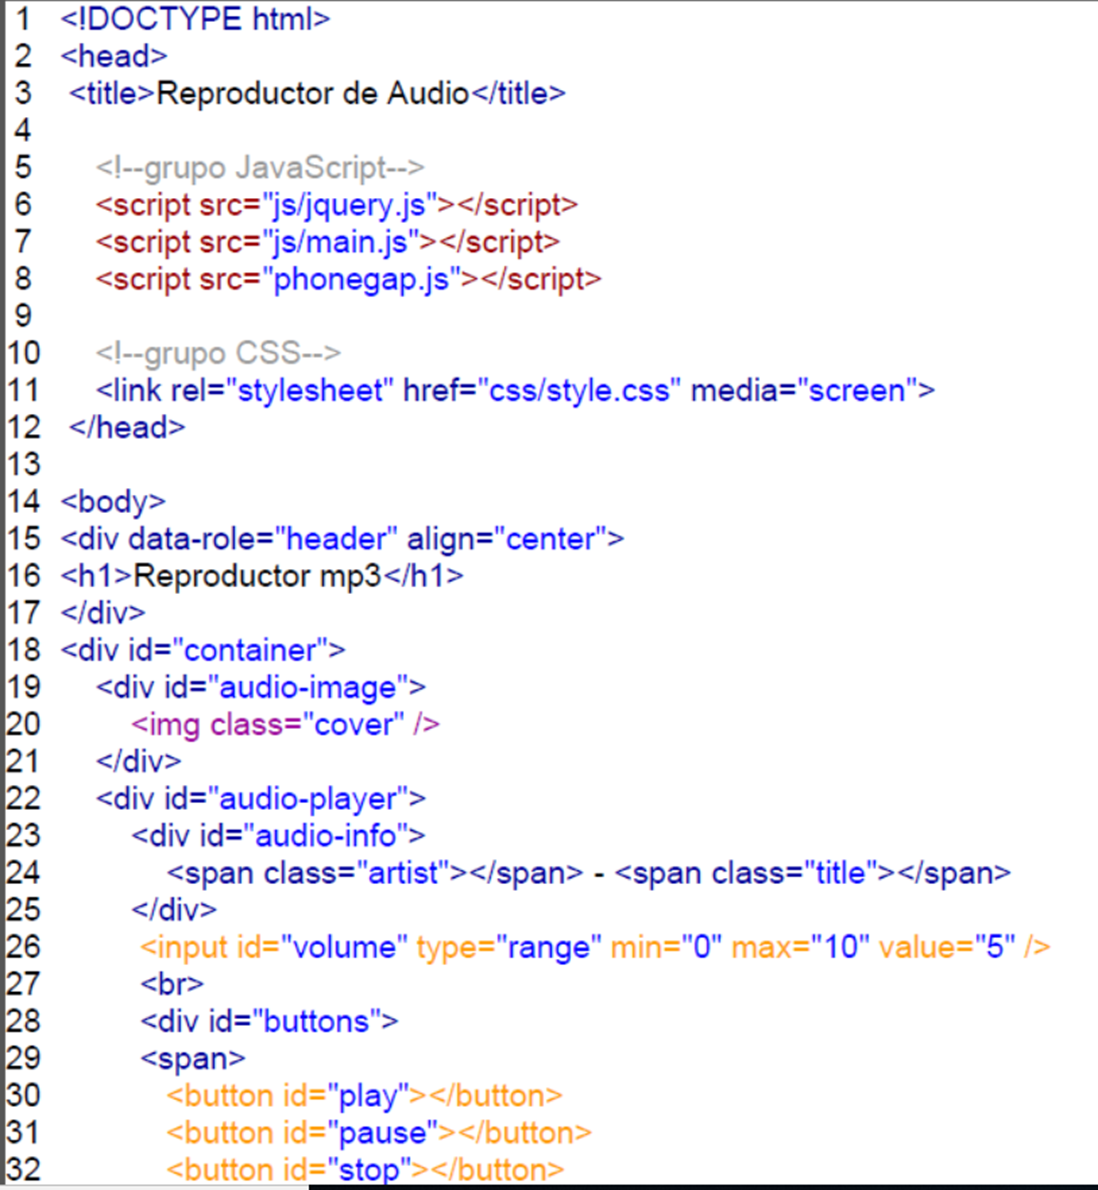 1 <!DOCTYPE html>
2 <head>
3 <title>Reproductor de Audio</title>
4
5 <!--grupo JavaScript-->
6 <script src="js/jquery.js"></script>
7 <script src="js/main.js"></script>
8 <script src="phonegap.js"></script>
9
10 <!--grupo CSS-->
11 <link rel="stylesheet" href="css/style.css" media="screen">
12 </head>
13
14 <body>
15 <div data-role="header" align="center">
16 <h1>Reproductor mp3</h1>
17 </div>
18 <div id="container">
19 <div id="audio-image">
20 <img class="cover" />
21 </div>
22 <div id="audio-player">
23 <div id="audio-info">
24 <span class="artist"></span> - <span class="title"></span>
25 </div>
26 <input id="volume" type="range" min="0" max="10" value="5" />
27 <br>
28 <div id="buttons">
29 <span>
30 <button id="play"></button>
31 <button id="pause"></button>
32 <button id="stop"></button>